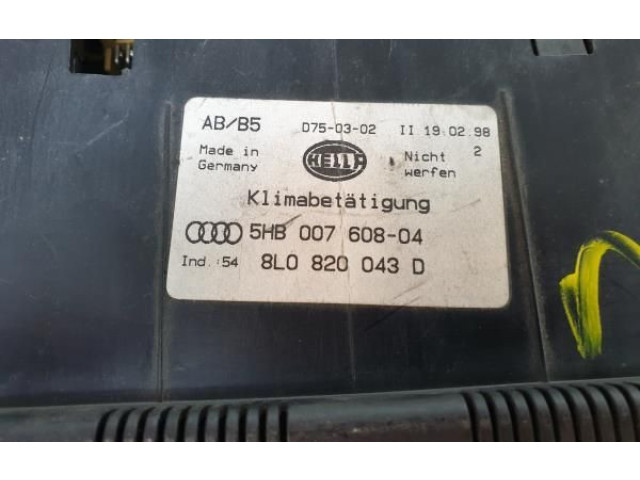 AB/B5 D75-03-02 II 19.02.98
Made in Germany HELLA Nicht werfen 2
Klimabetätigung
5HB 007 608-04
Ind.:54 8L0 820 043 D